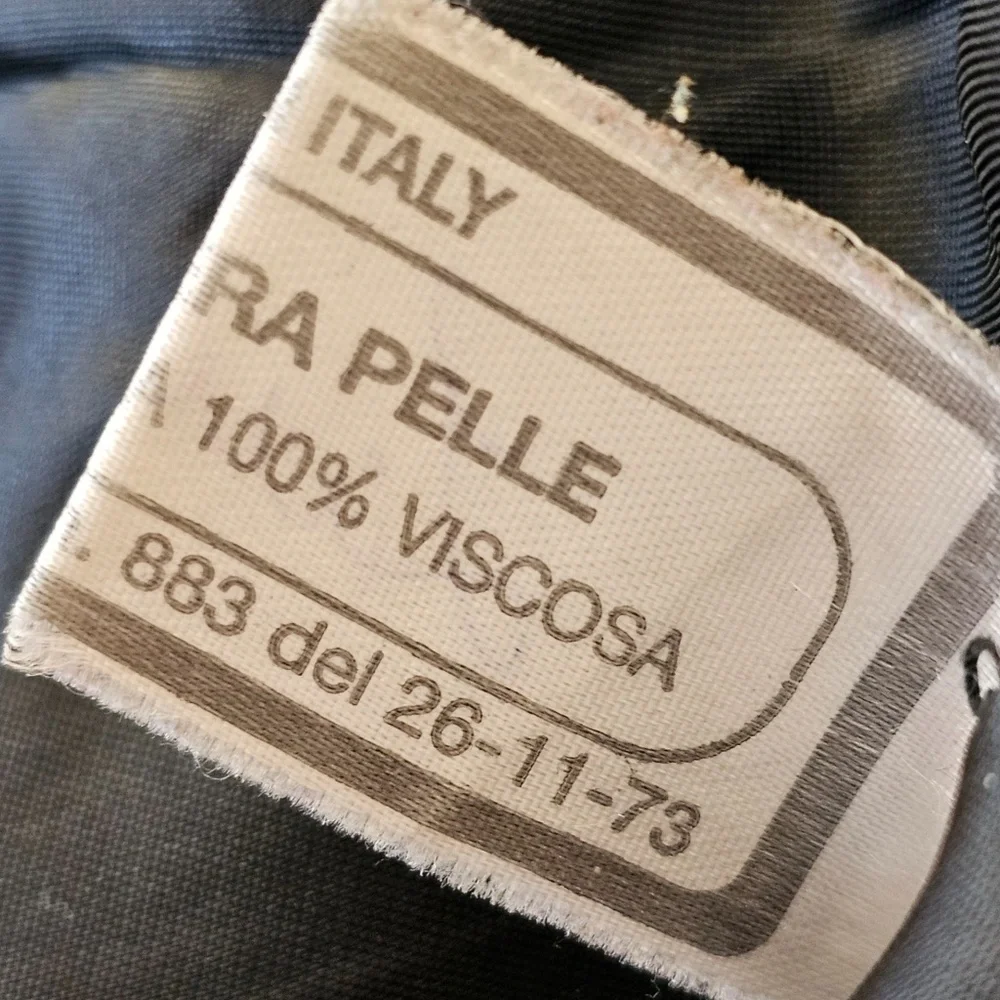 ITALY
RA PELLE
A 100% VISCOSA
. 883 del 26-11-73